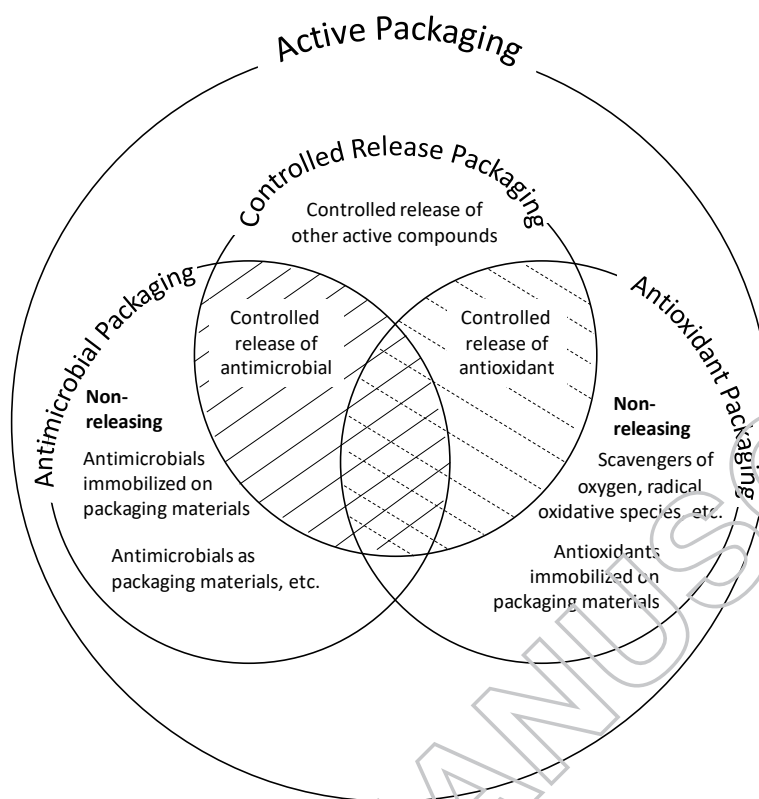 Active Packaging
Controlled Release Packaging
Controlled release of
other active compounds
Antimicrobial Packaging
Antioxidant Packaging
Controlled
release of
antimicrobial
Controlled
release of
antioxidant
Non-
releasing
Antimicrobials
immobilized on
packaging materials
Antimicrobials as
packaging materials, etc.
Non-
releasing
Scavengers of
oxygen, radical
oxidative species, etc.
Antioxidants
immobilized on
packaging materials
ANUSC